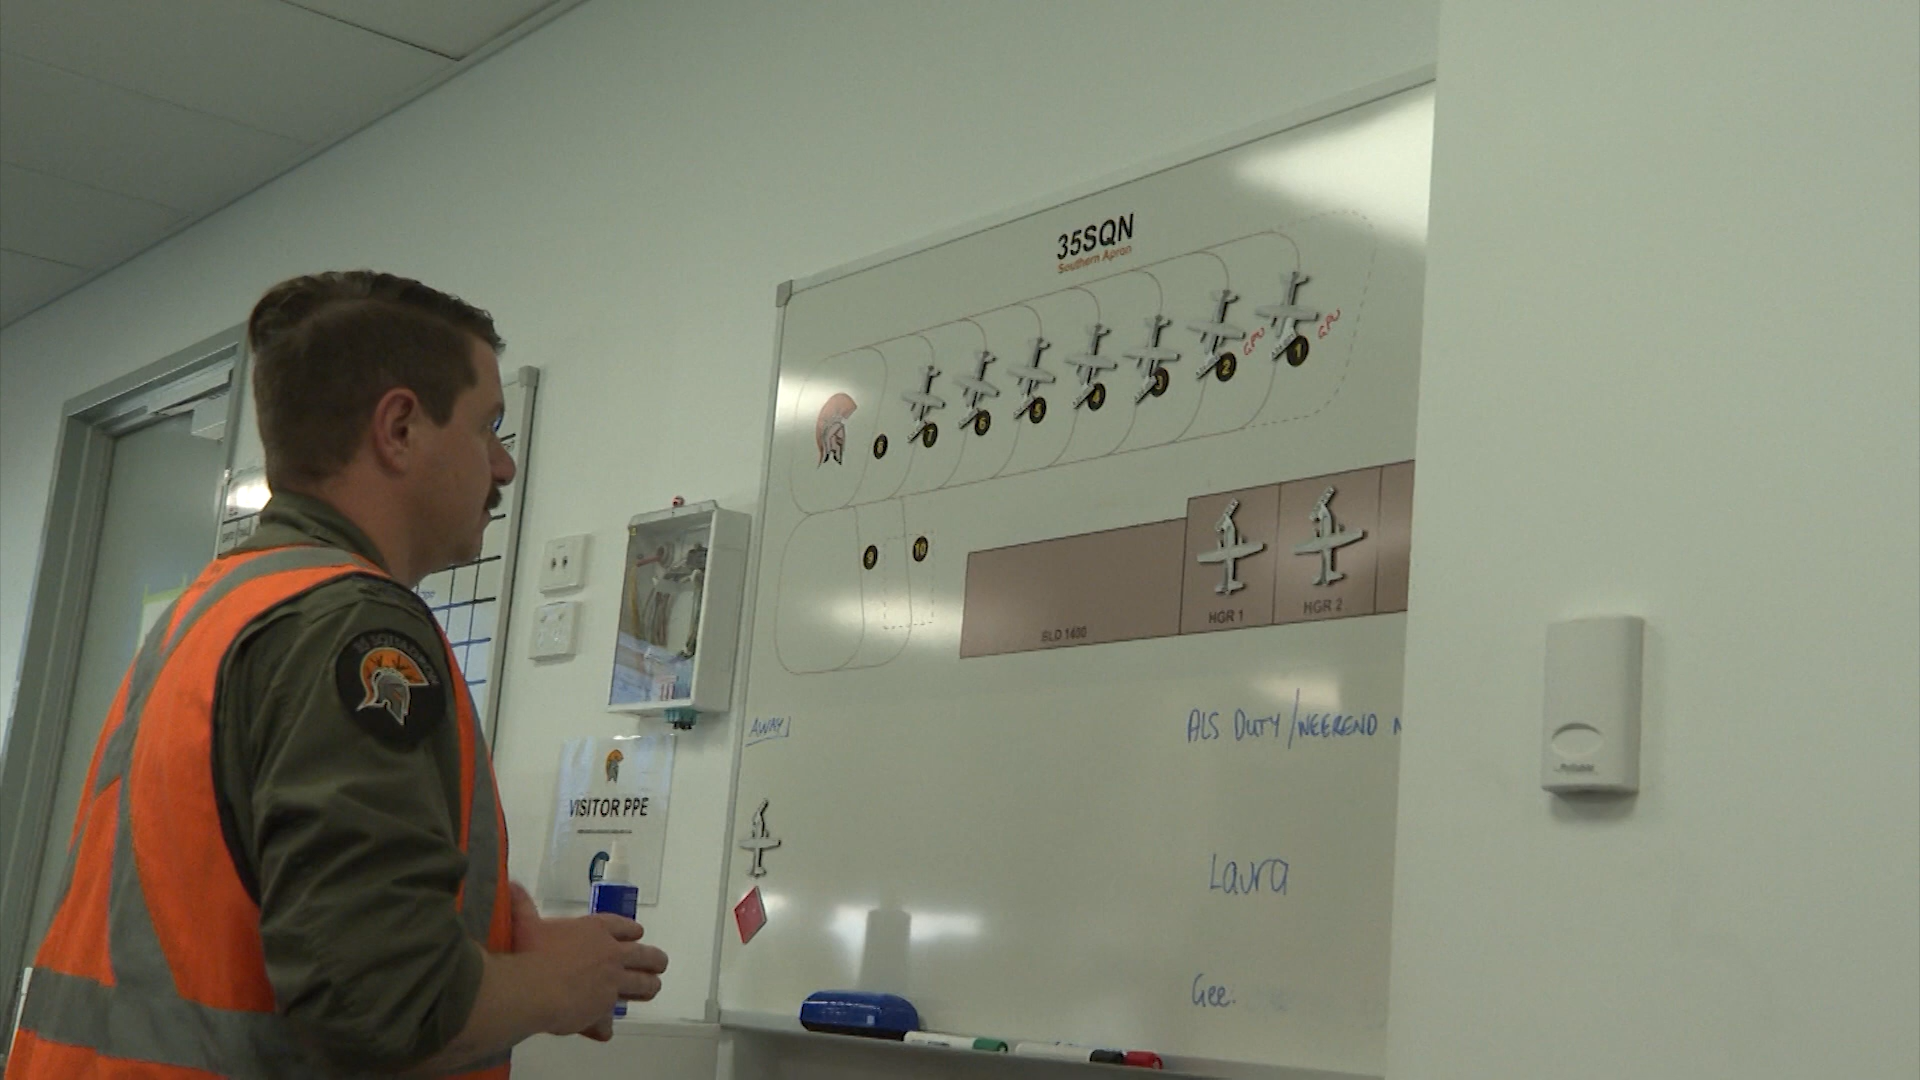 35SQN
Southern Apron
GPU
GPU
1
2
3
4
5
6
7
8
9
10
BLD 1400
HGR 1
HGR 2
AWAY
ALS DUTY/WEEKEND
Laura
Gee.
VISITOR PPE